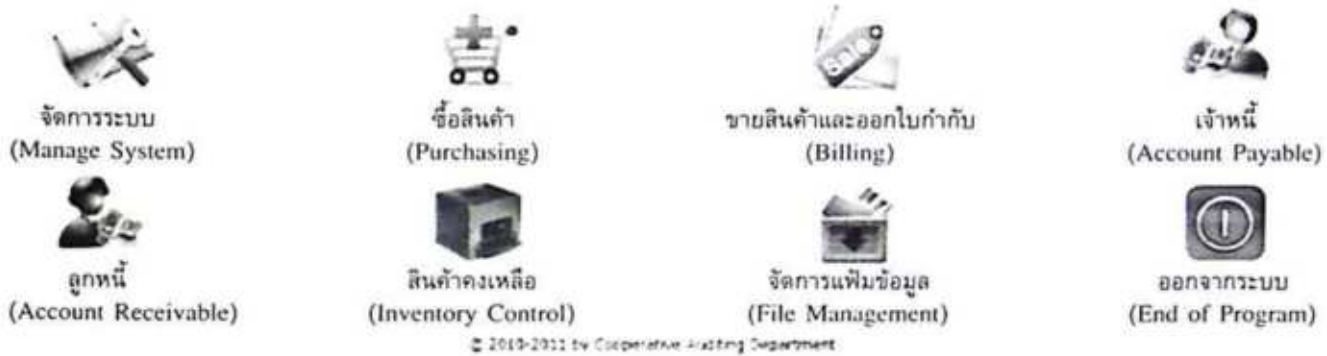 จัดการระบบ
(Manage System)
ซื้อสินค้า
(Purchasing)
Sale
ขายสินค้าและออกใบกำกับ
(Billing)
เจ้าหนี้
(Account Payable)
ลูกหนี้
(Account Receivable)
สินค้าคงเหลือ
(Inventory Control)
จัดการแฟ้มข้อมูล
(File Management)
ออกจากระบบ
(End of Program)
© 2010-2011 by Cooperative Auditing Department